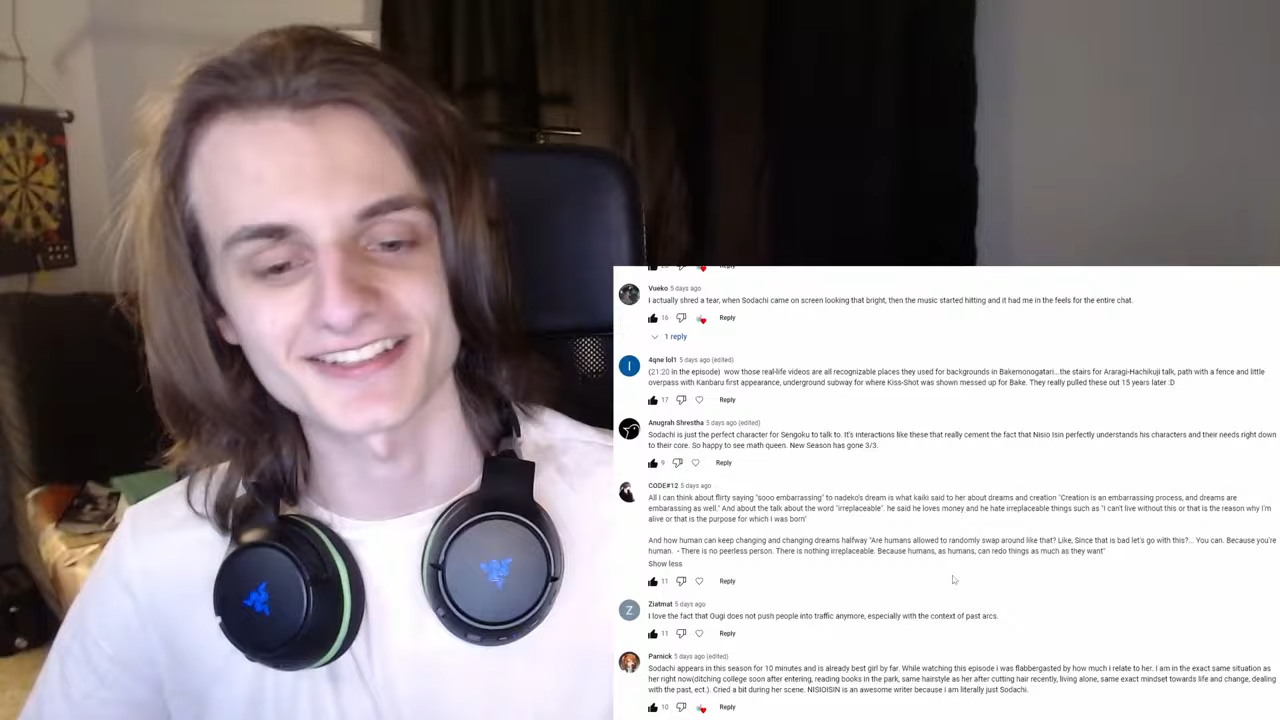 Reply
Vueko 5 days ago
I actually shred a tear, when Sodachi came on screen looking that bright, then the music started hitting and it had me in the feels for the entire chat.
16 Reply
1 reply
4qne lol1 5 days ago (edited)
(21:20 in the episode) wow those real-life videos are all recognizable places they used for backgrounds in Bakemonogatari...the stairs for Araragi-Hachikuji talk, path with a fence and little
overpass with Kanbaru first appearance, underground subway for where Kiss-Shot was shown messed up for Bake. They really pulled these out 15 years later :D
17 Reply
Anugrah Shrestha 5 days ago (edited)
Sodachi is just the perfect character for Sengoku to talk to. It's interactions like these that really cement the fact that Nisio Isin perfectly understands his characters and their needs right down
to their core. So happy to see math queen. New Season has gone 3/3.
9 Reply
CODE#12 5 days ago
All I can think about flirty saying "sooo embarrassing" to nadeko's dream is what kaiki said to her about dreams and creation "Creation is an embarrassing process, and dreams are
embarassing as well." And about the talk about the word "irreplaceable". he said he loves money and he hate irreplaceable things such as "I can't live without this or that is the reason why I'm
alive or that is the purpose for which I was born"
And how human can keep changing and changing dreams halfway "Are humans allowed to randomly swap around like that? Like, Since that is bad let's go with this?... You can. Because you're
human. - There is no peerless person. There is nothing irreplaceable. Because humans, as humans, can redo things as much as they want"
Show less
11 Reply
Z
Ziatmat 5 days ago
I love the fact that Ougi does not push people into traffic anymore, especially with the context of past arcs.
11 Reply
Parnick 5 days ago (edited)
Sodachi appears in this season for 10 minutes and is already best girl by far. While watching this episode i was flabbergasted by how much i relate to her. I am in the exact same situation as
her right now(ditching college soon after entering, reading books in the park, same hairstyle as her after cutting hair recently, living alone, same exact mindset towards life and change, dealing
with the past, ect.). Cried a bit during her scene. NISIOISIN is an awesome writer because i am literally just Sodachi.
10 Reply